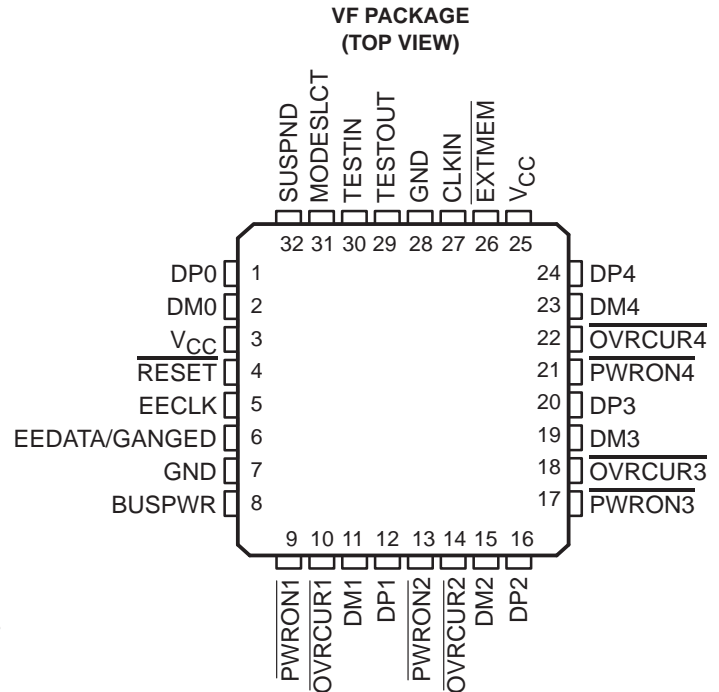 VF PACKAGE
(TOP VIEW)
SUSPND
MODESLCT
TESTIN
TESTOUT
GND
CLKIN
EXTMEM
VCC
32 31 30 29 28 27 26 25
DP0 1
DM0 2
VCC 3
RESET 4
EECLK 5
EEDATA/GANGED 6
GND 7
BUSPWR 8
24 DP4
23 DM4
22 OVRCUR4
21 PWRON4
20 DP3
19 DM3
18 OVRCUR3
17 PWRON3
9 10 11 12 13 14 15 16
PWRON1
OVRCUR1
DM1
DP1
PWRON2
OVRCUR2
DM2
DP2